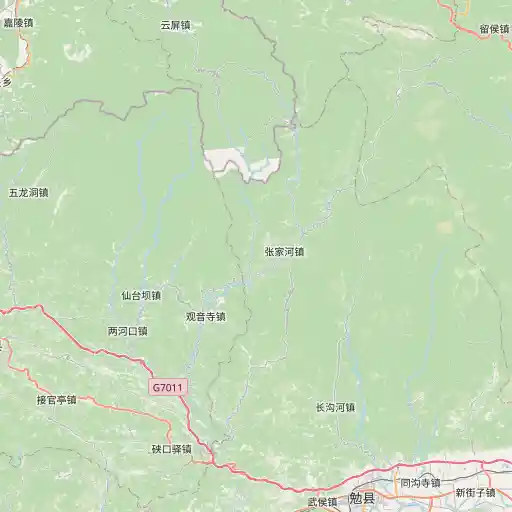 嘉陵镇
云屏镇
留侯镇
乡
五龙洞镇
张家河镇
仙台坝镇
观音寺镇
两河口镇
G7011
接官亭镇
长沟河镇
硖口驿镇
同沟寺镇
新街子镇
武侯镇
勉县